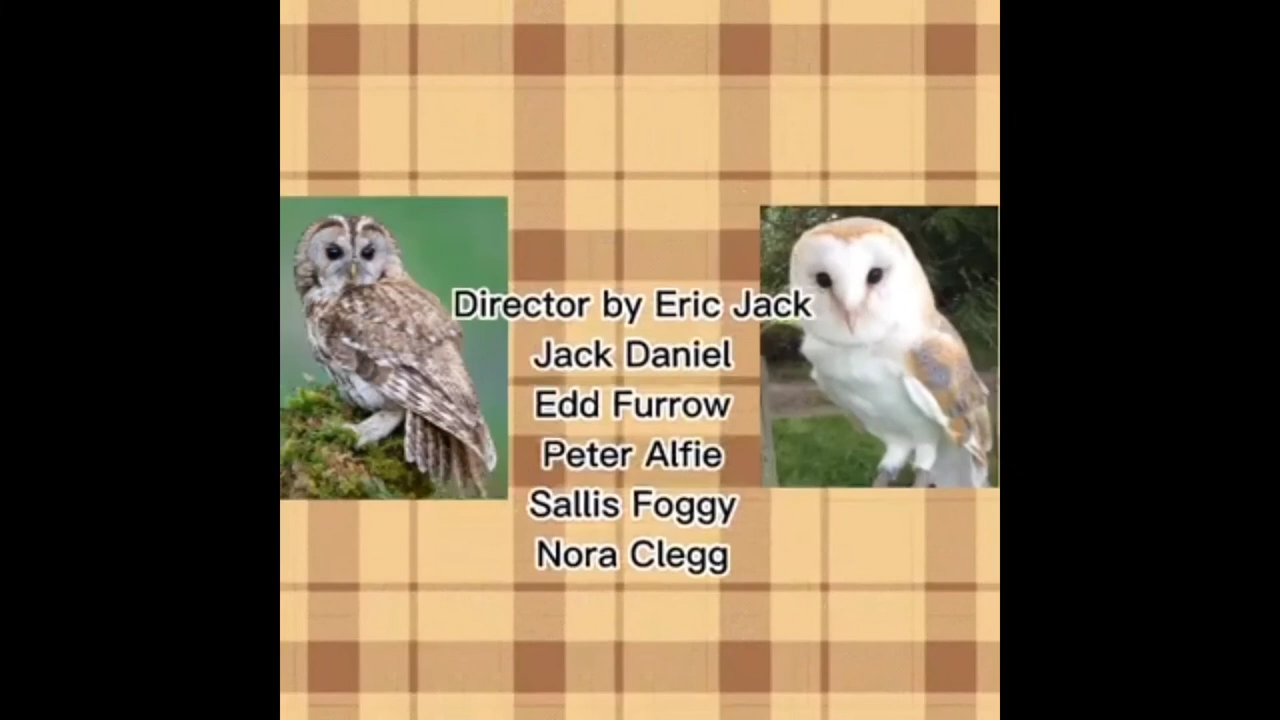 Director by Eric Jack
Jack Daniel
Edd Furrow
Peter Alfie
Sallis Foggy
Nora Clegg